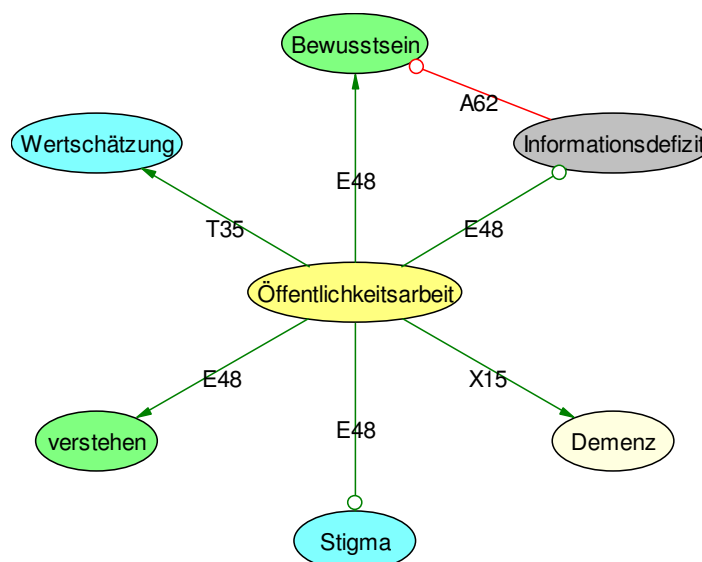 Bewusstsein
A62
Wertschätzung
Informationsdefizit
E48
T35
E48
Öffentlichkeitsarbeit
E48
X15
E48
verstehen
Demenz
Stigma